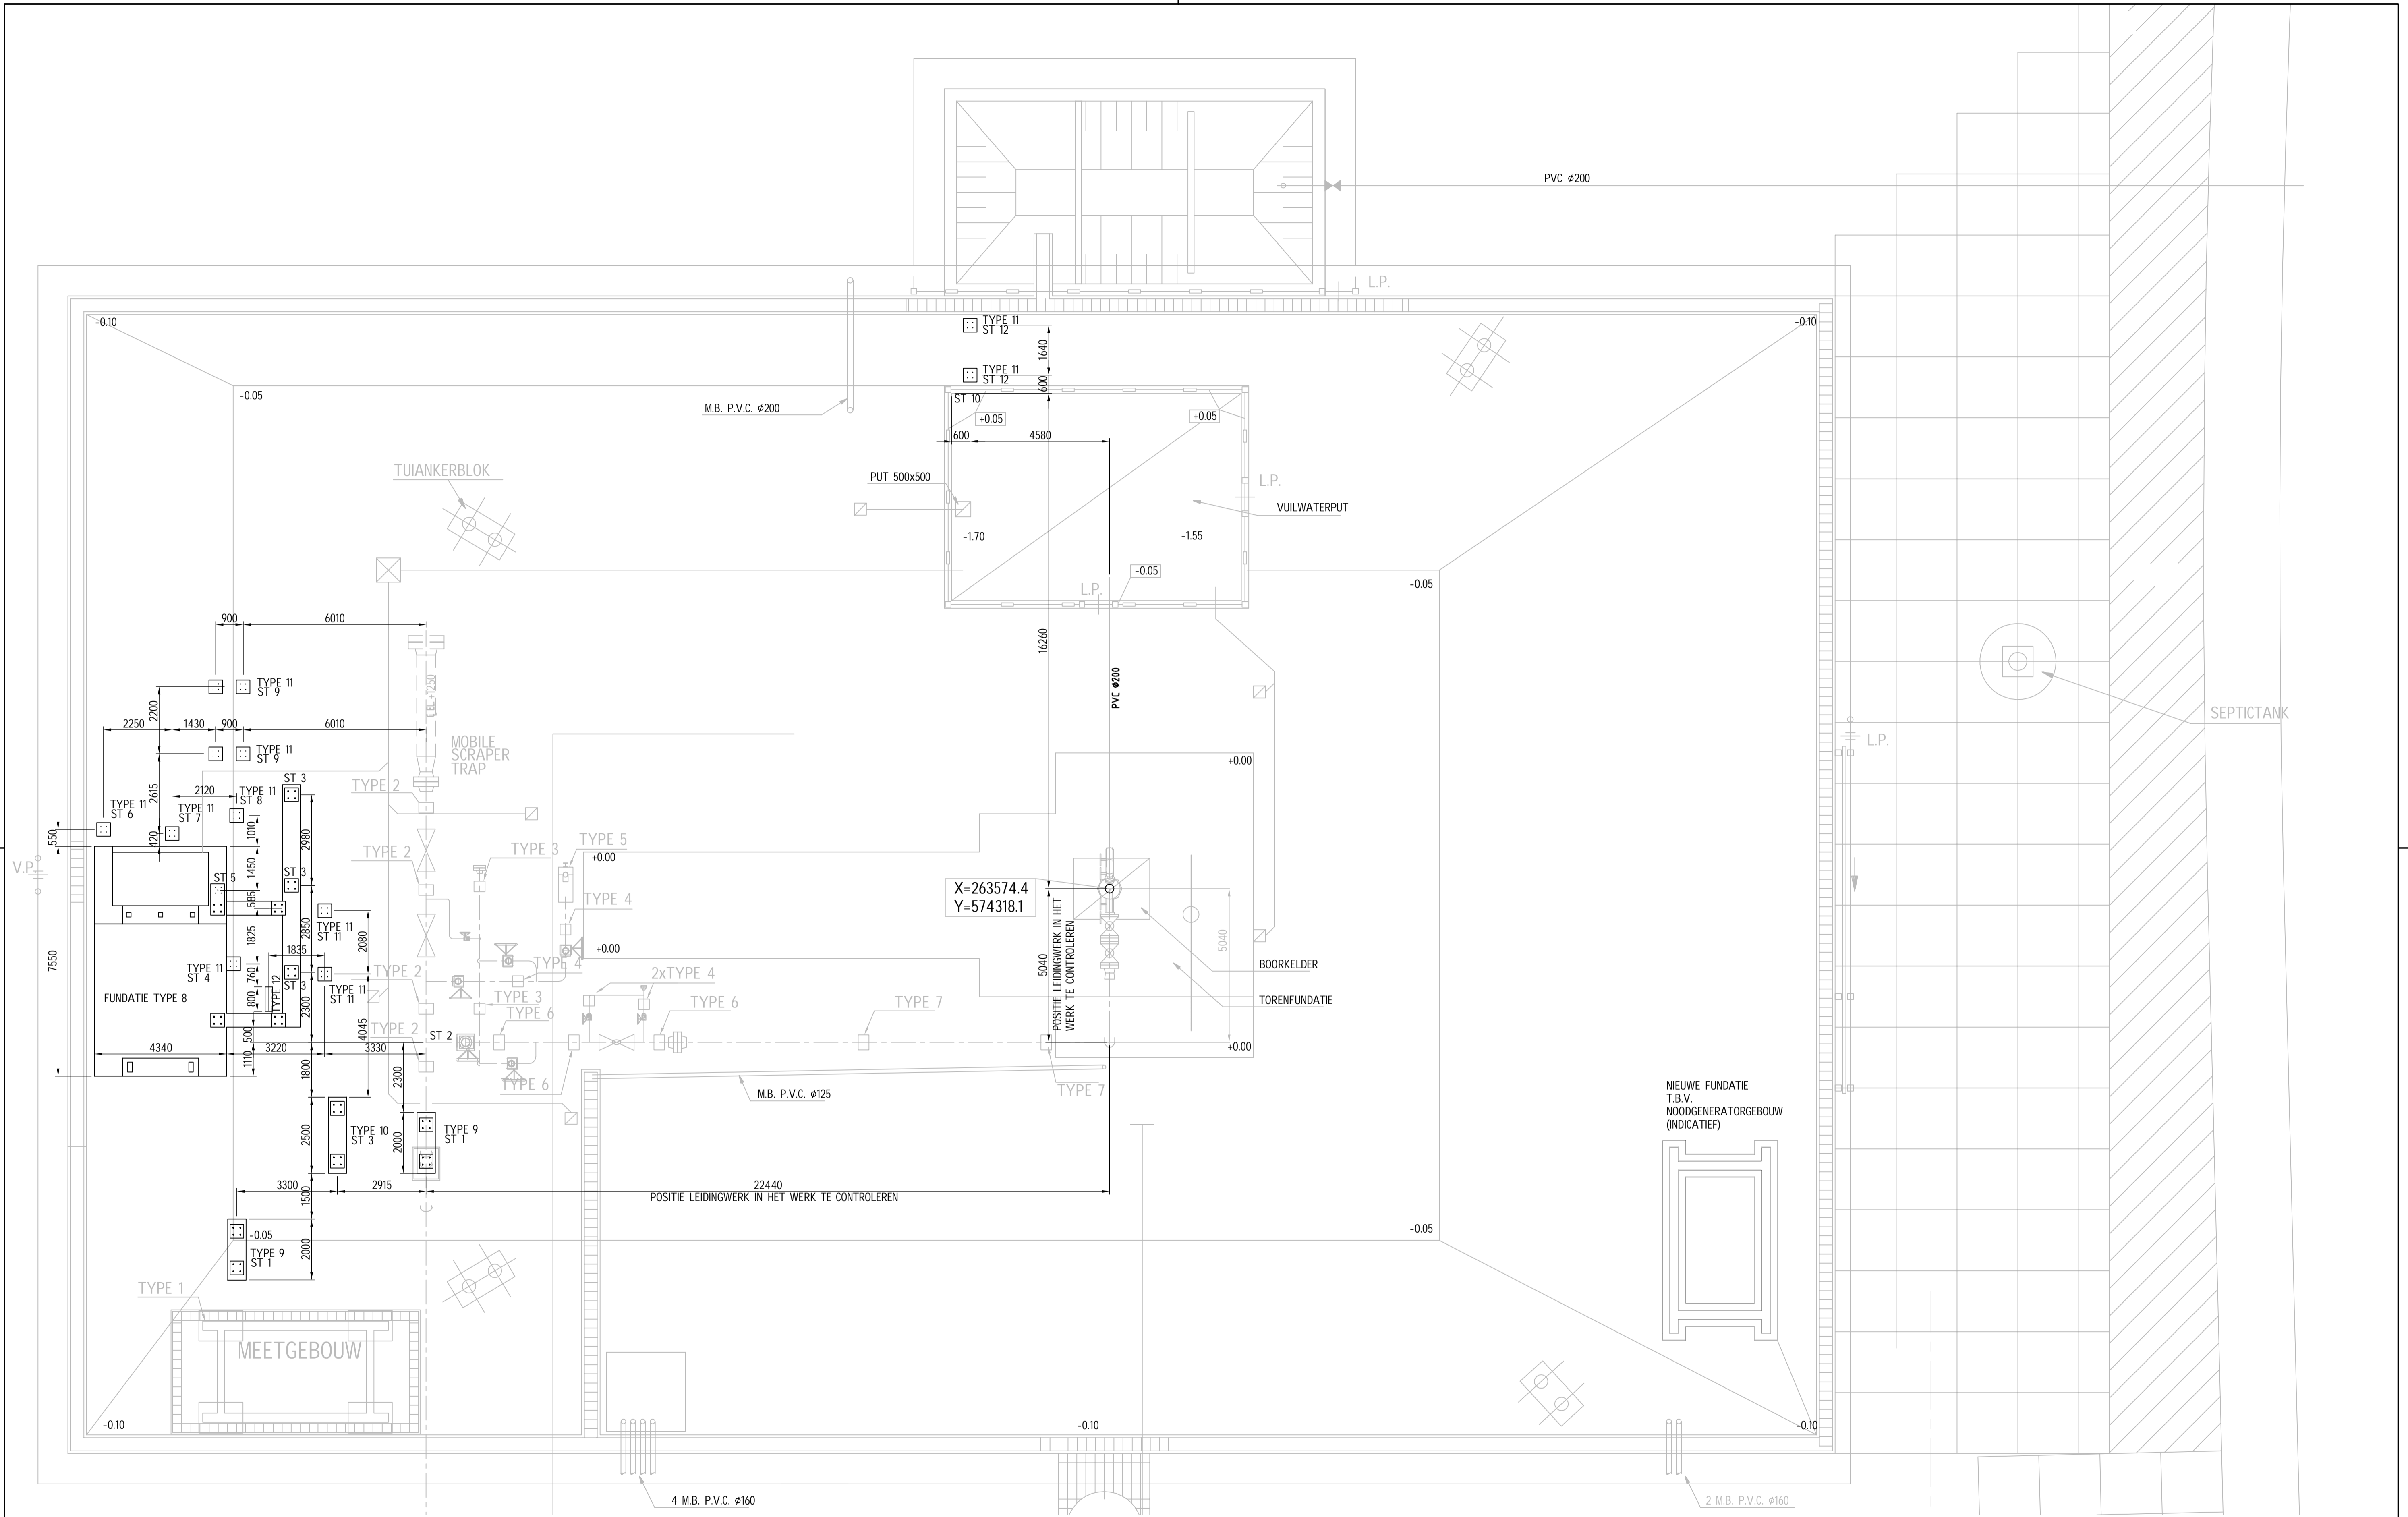 PVC ø200
L.P.
-0.10
TYPE 11
ST 12
-0.10
1640
TYPE 11
ST 12
600
-0.05
ST 10
M.B. P.V.C. ø200
+0.05
+0.05
600
4580
TUIANKERBLOK
PUT 500x500
L.P.
VUILWATERPUT
-1.70
-1.55
-0.05
-0.05
L.P.
900
6010
16260
PVC ø200
TYPE 11
ST 9
2200
2250
1430
900
6010
SEPTICTANK
MOBILE
SCRAPER
TRAP
L.P.
TYPE 11
ST 9
+0.00
ST 3
TYPE 2
2615
2120
TYPE 11
ST 8
TYPE 11
ST 6
TYPE 11
ST 7
550
420
1010
2980
TYPE 5
TYPE 3
TYPE 2
+0.00
V.P.
1450
ST 5
ST 3
585
X=263574.4
Y=574318.1
TYPE 4
TYPE 11
ST 11
2850
2080
1825
5040
POSITIE LEIDINGWERK IN HET
WERK TE CONTROLEREN
5040
+0.00
1835
7550
TYPE 11
ST 4
760
TYPE 4
BOORKELDER
TYPE 2
2xTYPE 4
ST 3
TYPE 11
ST 11
TYPE 12
800
2300
FUNDATIE TYPE 8
TYPE 3
TYPE 6
TYPE 6
TYPE 7
TORENFUNDATIE
4045
TYPE 2
ST 2
500
4340
3220
3330
+0.00
1110
1800
2300
TYPE 6
TYPE 7
M.B. P.V.C. ø125
NIEUWE FUNDATIE
T.B.V.
NOODGENERATORGEBOUW
(INDICATIEF)
2500
TYPE 10
ST 3
2000
TYPE 9
ST 1
3300
2915
1500
22440
POSITIE LEIDINGWERK IN HET WERK TE CONTROLEREN
-0.05
-0.05
TYPE 9
ST 1
2000
TYPE 1
MEETGEBOUW
-0.10
-0.10
-0.10
4 M.B. P.V.C. ø160
2 M.B. P.V.C. ø160